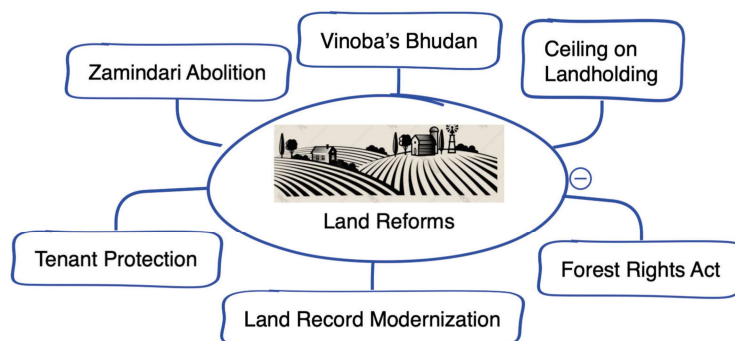 Vinoba's Bhudan
Zamindari Abolition
Ceiling on
Landholding
Land Reforms
Tenant Protection
Forest Rights Act
Land Record Modernization